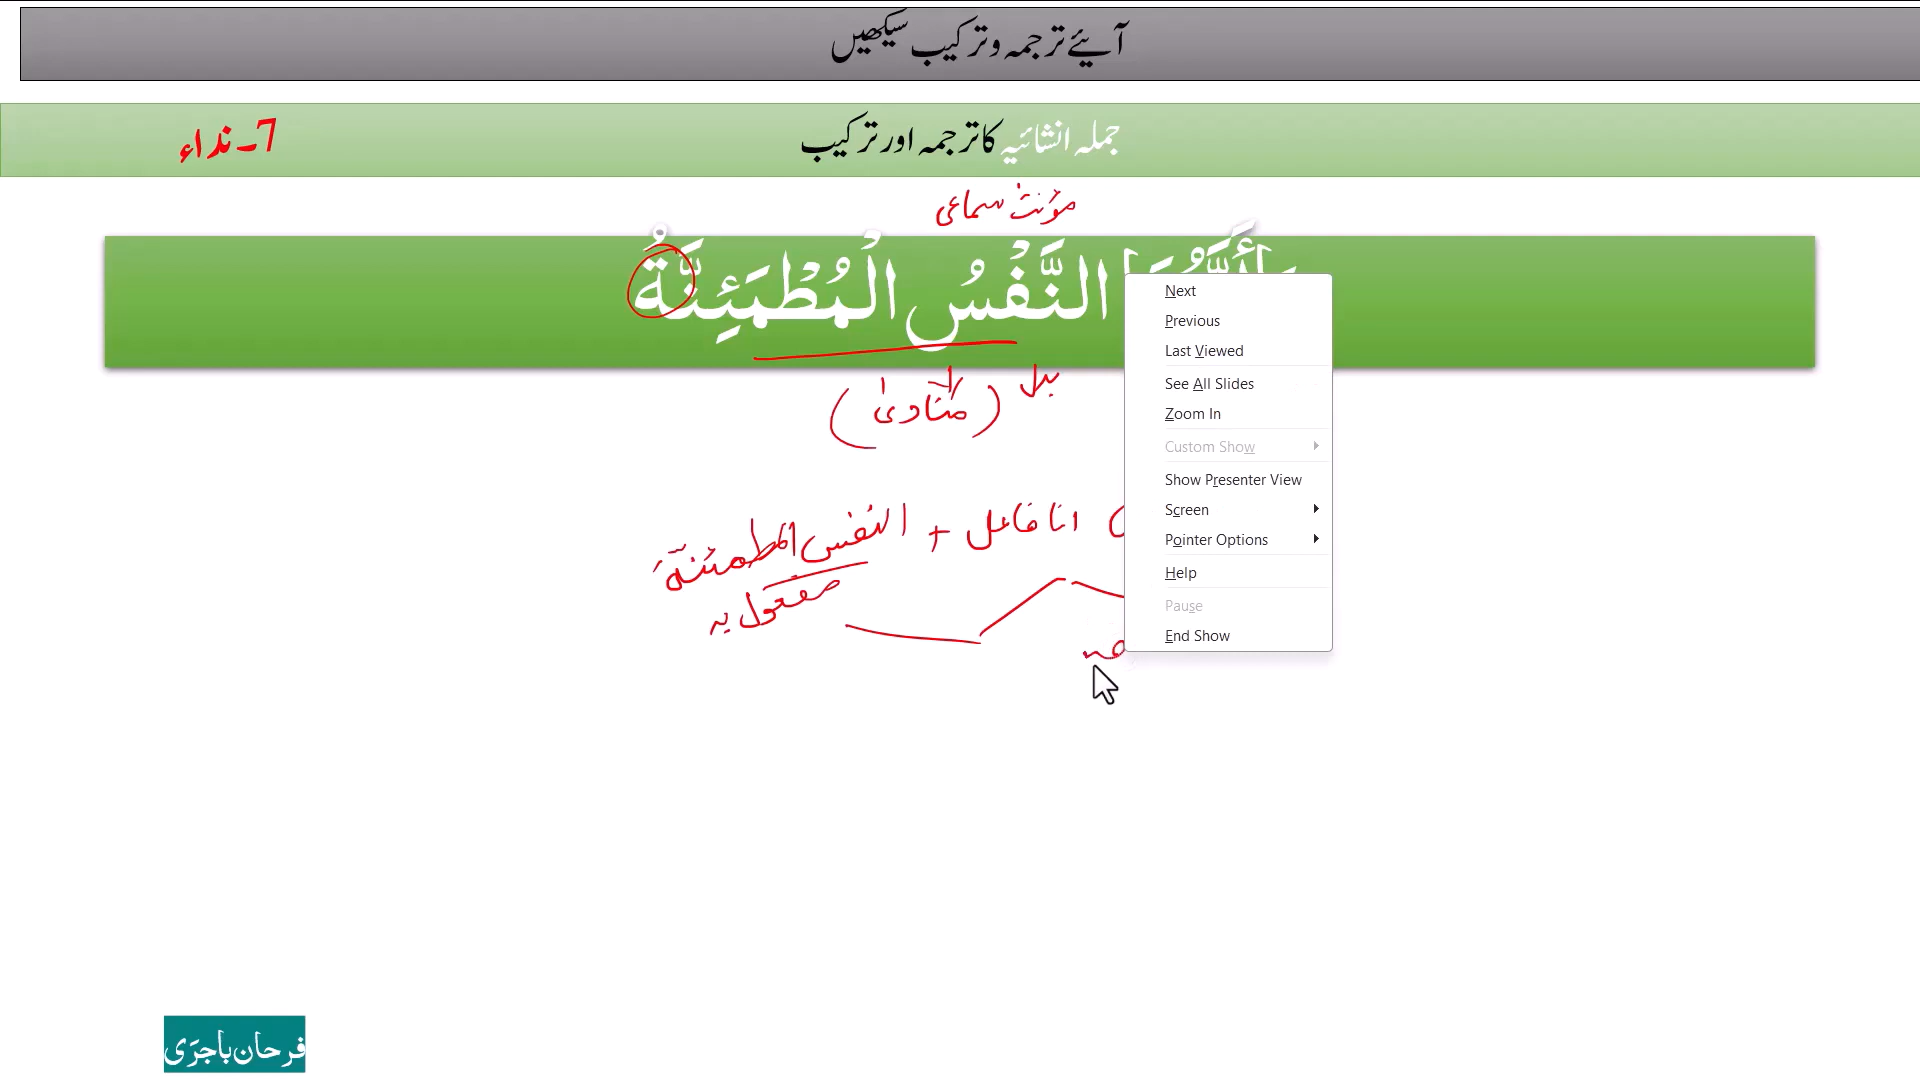 آیئے ترجمہ و ترکیب سیکھیں
جملہ انشائیہ کا ترجمہ اور ترکیب
7۔نداء
مؤنث سماعی
النَّفْسُ الْمُطْمَئِنَّةُ
بدل
(منادیٰ)
انا فاعل + النفس المطمئنة
مفعول بہ
Next
Previous
Last Viewed
See All Slides
Zoom In
Custom Show
Show Presenter View
Screen
Pointer Options
Help
Pause
End Show
فرحان باجرَی